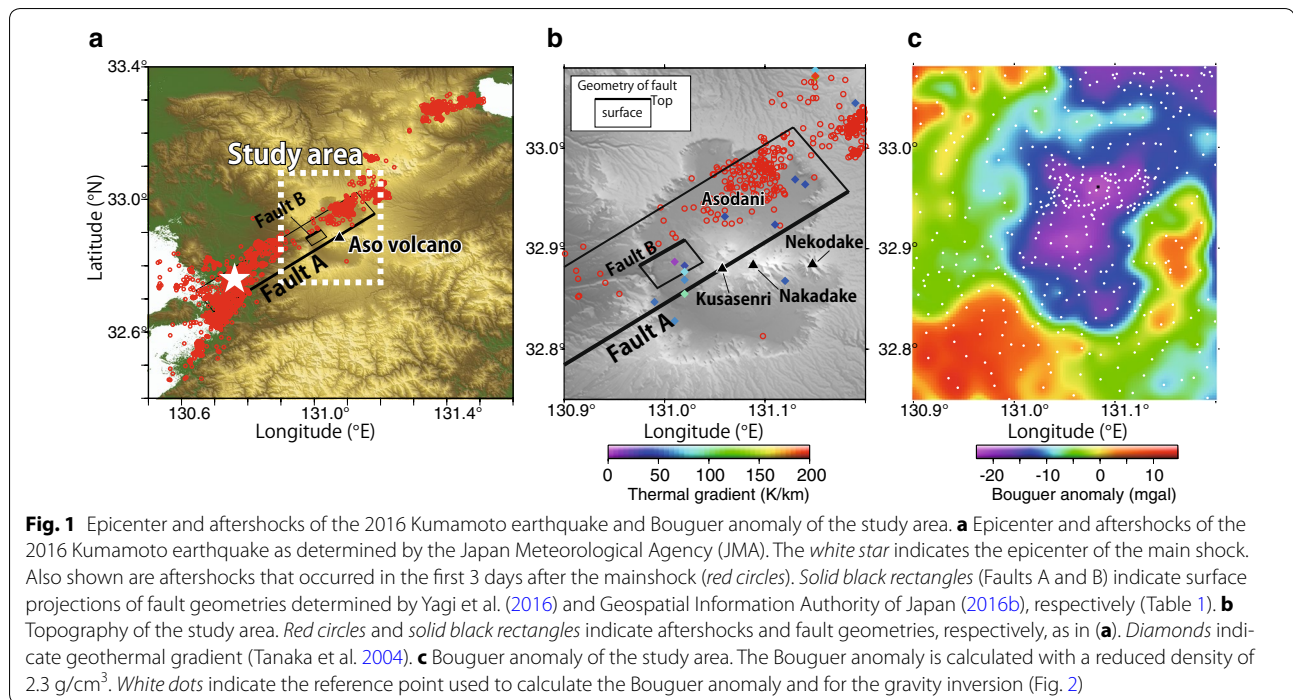 a
b
c
33.4°
33.0°
32.6°
Latitude (°N)
130.6°
131.0°
131.4°
Longitude (°E)
Study area
Fault B
Fault A
Aso volcano
Geometry of fault
Top
surface
33.0°
32.9°
32.8°
130.9°
131.0°
131.1°
Longitude (°E)
Asodani
Fault B
Nekodake
Kusasenri
Nakadake
Fault A
0 50 100 150 200
Thermal gradient (K/km)
33.0°
32.9°
32.8°
130.9°
131.0°
131.1°
Longitude (°E)
-20 -10 0 10
Bouguer anomaly (mgal)
Fig. 1 Epicenter and aftershocks of the 2016 Kumamoto earthquake and Bouguer anomaly of the study area. a Epicenter and aftershocks of the
2016 Kumamoto earthquake as determined by the Japan Meteorological Agency (JMA). The white star indicates the epicenter of the main shock.
Also shown are aftershocks that occurred in the first 3 days after the mainshock (red circles). Solid black rectangles (Faults A and B) indicate surface
projections of fault geometries determined by Yagi et al. (2016) and Geospatial Information Authority of Japan (2016b), respectively (Table 1). b
Topography of the study area. Red circles and solid black rectangles indicate aftershocks and fault geometries, respectively, as in (a). Diamonds indi-
cate geothermal gradient (Tanaka et al. 2004). c Bouguer anomaly of the study area. The Bouguer anomaly is calculated with a reduced density of
2.3 g/cm³. White dots indicate the reference point used to calculate the Bouguer anomaly and for the gravity inversion (Fig. 2)